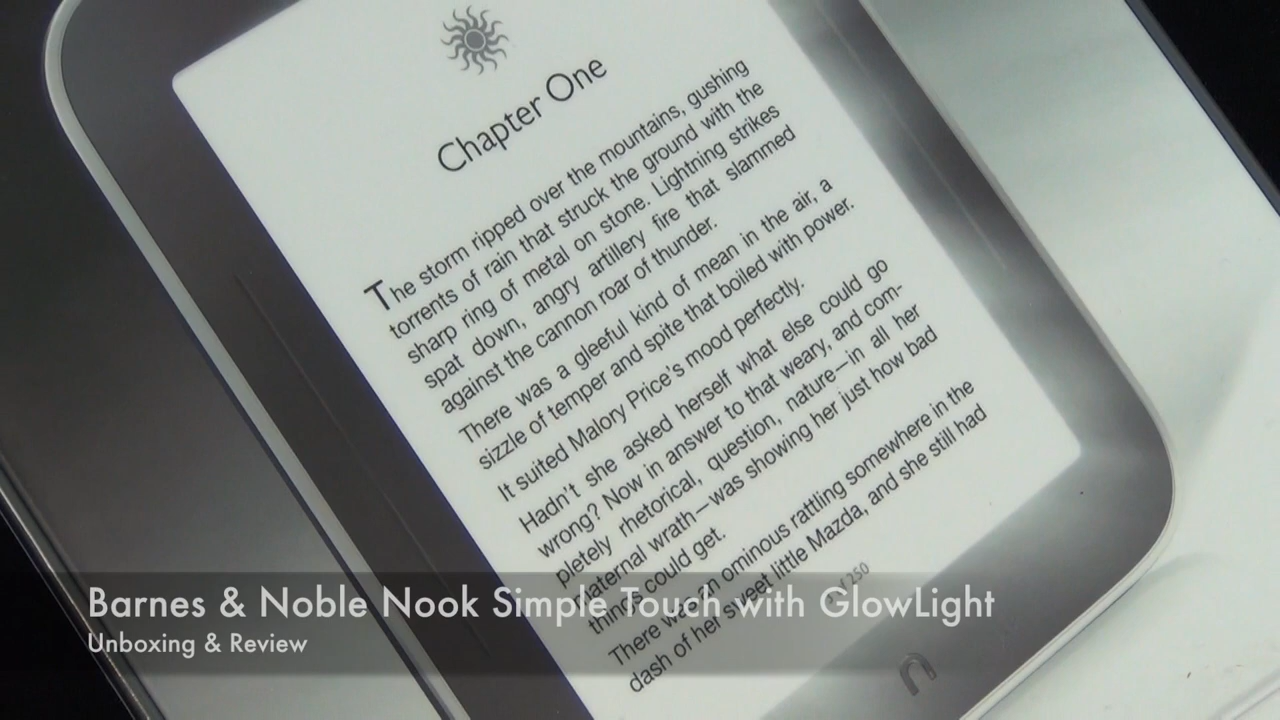 Chapter One
The storm ripped over the mountains, gushing
torrents of rain that struck the ground with the
sharp ring of metal on stone. Lightning strikes
spat down, angry artillery fire that slammed
against the cannon roar of thunder.
There was a gleeful kind of mean in the air, a
sizzle of temper and spite that boiled with power.
It suited Malory Price's mood perfectly.
Hadn't she asked herself what else could go
wrong? Now in answer to that weary, and com-
pletely rhetorical, question, nature—in all her
maternal wrath—was showing her just how bad
things could get.
There was an ominous rattling somewhere in the
dash of her sweet little Mazda, and she still had
of 250
n
Barnes & Noble Nook Simple Touch with GlowLight
Unboxing & Review